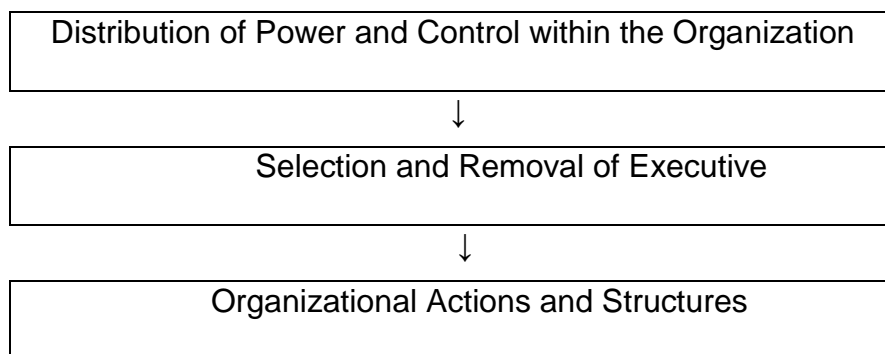 Distribution of Power and Control within the Organization
↓
Selection and Removal of Executive
↓
Organizational Actions and Structures